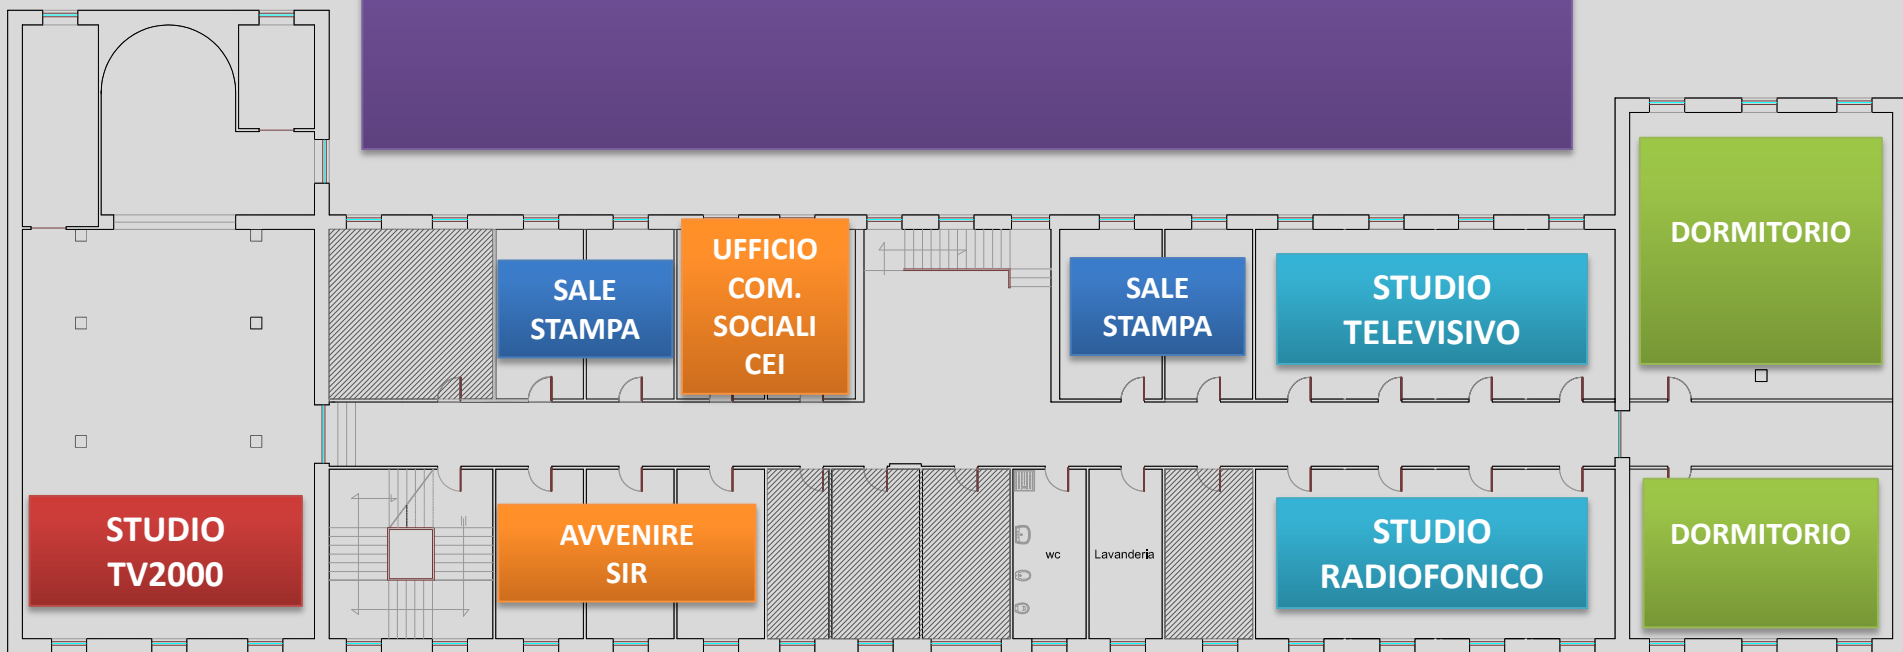 UFFICIO
COM.
SOCIALI
CEI
SALE
STAMPA
SALE
STAMPA
STUDIO
TELEVISIVO
DORMITORIO
STUDIO
TV2000
AVVENIRE
SIR
wc
Lavanderia
STUDIO
RADIOFONICO
DORMITORIO